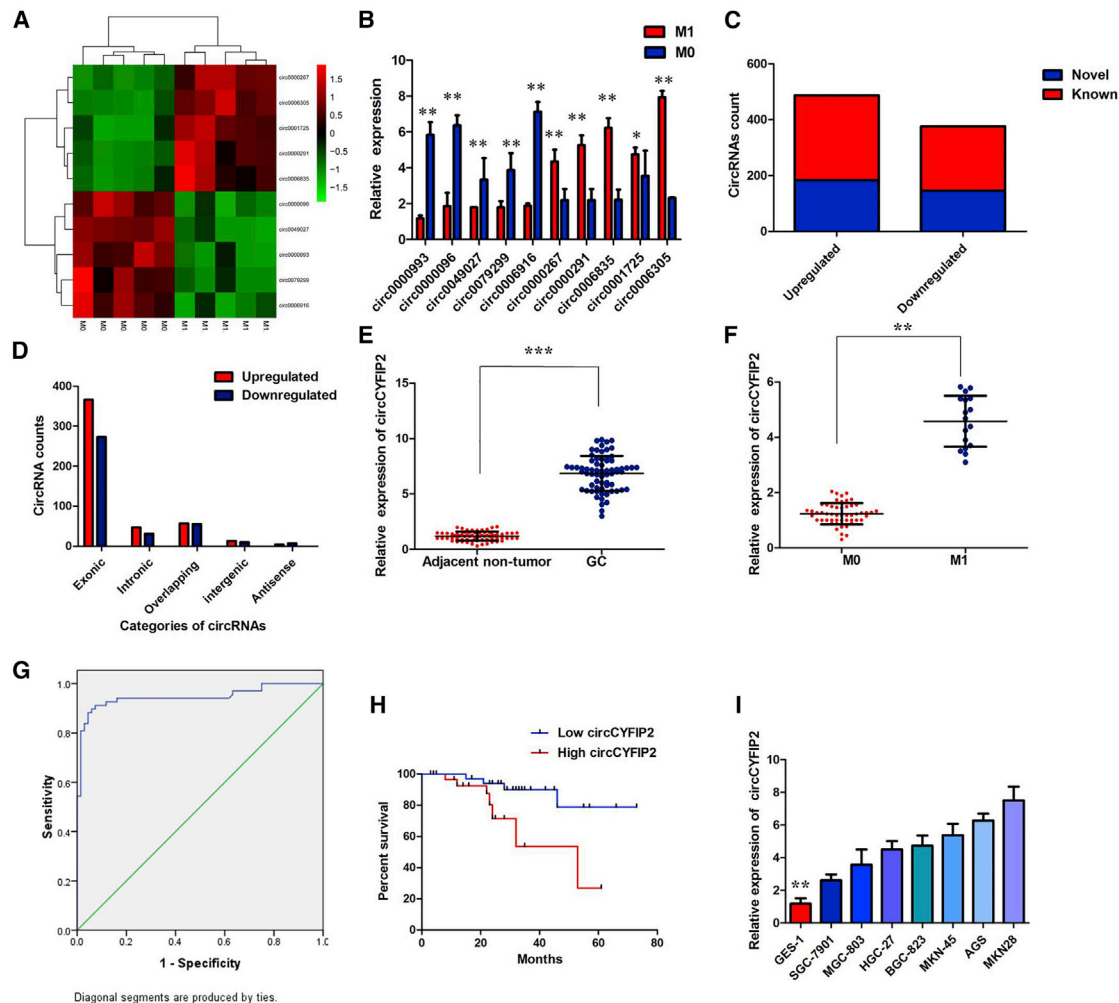 A
circ0000267
circ0006305
circ0001725
circ0000291
circ0006835
circ0000096
circ0049027
circ0000993
circ0079299
circ0006916
1.5
1
0.5
0
-0.5
-1
-1.5
M0 M0 M0 M0 M0 M1 M1 M1 M1 M1
B
M1
M0
Relative expression
10
8
6
4
2
0
** ** ** ** ** ** ** ** * **
circ0000993
circ0000096
circ0049027
circ0079299
circ0006916
circ0000267
circ0000291
circ0006835
circ0001725
circ0006305
C
Novel
Known
CircRNAs count
600
400
200
0
Upregulated
Downregulated
D
Upregulated
Downregulated
CircRNA counts
400
300
200
100
0
Exonic
Intronic
Overlapping
intergenic
Antisense
Categories of circRNAs
E
Relative expression of circCYFIP2
15
10
5
0
***
Adjacent non-tumor
GC
F
Relative expression of circCYFIP2
6
4
2
0
**
M0
M1
G
Sensitivity
1.0
0.8
0.6
0.4
0.2
0.0
0.0 0.2 0.4 0.6 0.8 1.0
1 - Specificity
Diagonal segments are produced by ties.
H
Low circCYFIP2
High circCYFIP2
Percent survival
100
80
60
40
20
0
0 20 40 60 80
Months
I
Relative expression of circCYFIP2
10
8
6
4
2
0
**
GES-1
SGC-7901
MGC-803
HGC-27
BGC-823
MKN-45
AGS
MKN28